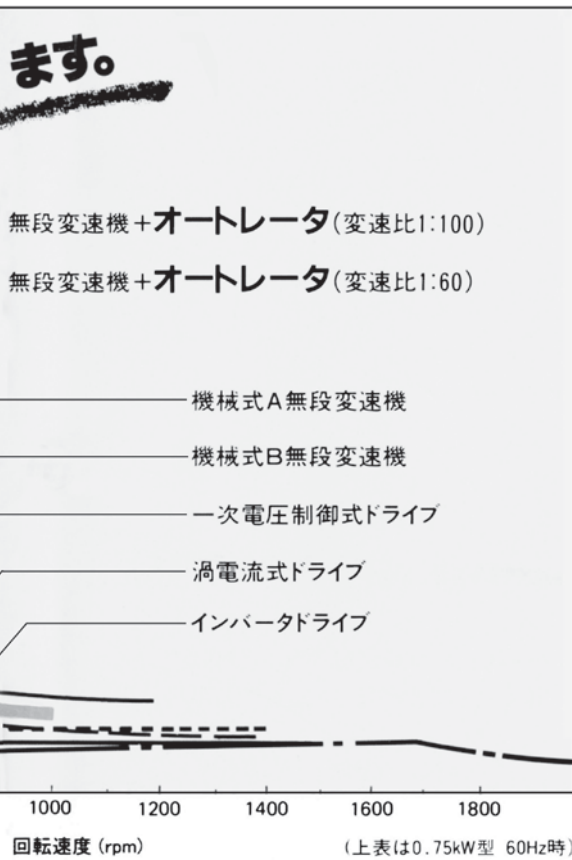 ます。
無段変速機+オートレータ(変速比1:100)
無段変速機+オートレータ(変速比1:60)
機械式A無段変速機
機械式B無段変速機
一次電圧制御式ドライブ
渦電流式ドライブ
インバータドライブ
1000 1200 1400 1600 1800
回転速度(rpm) (上表は0.75kW型 60Hz時)